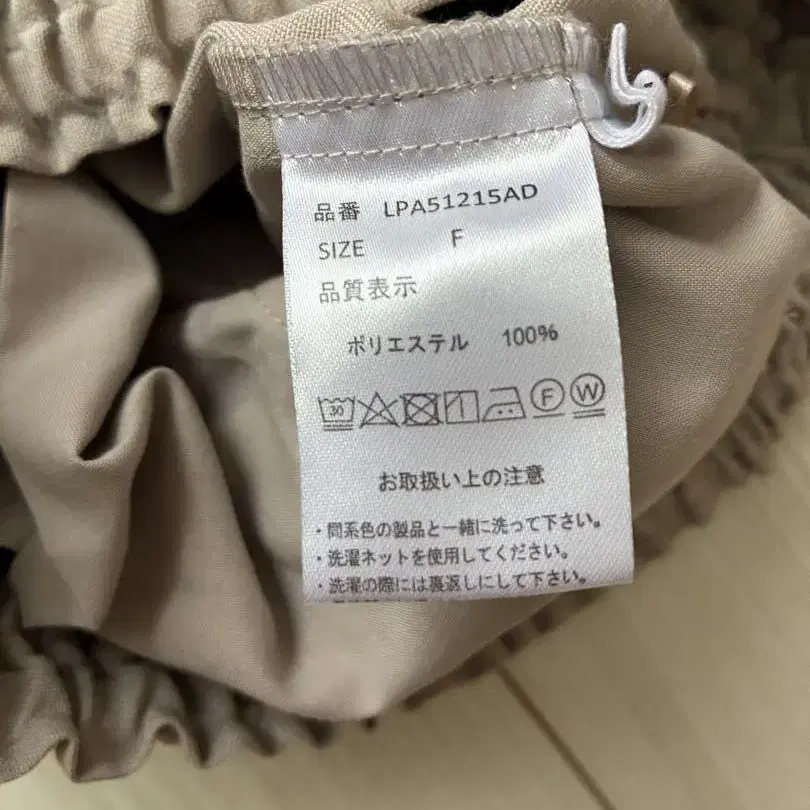 品番 LPA51215AD
SIZE F
品質表示
ポリエステル 100%
30 F W
お取扱い上の注意
・同系色の製品と一緒に洗って下さい。
・洗濯ネットを使用してください。
・洗濯の際には裏返しにして下さい。